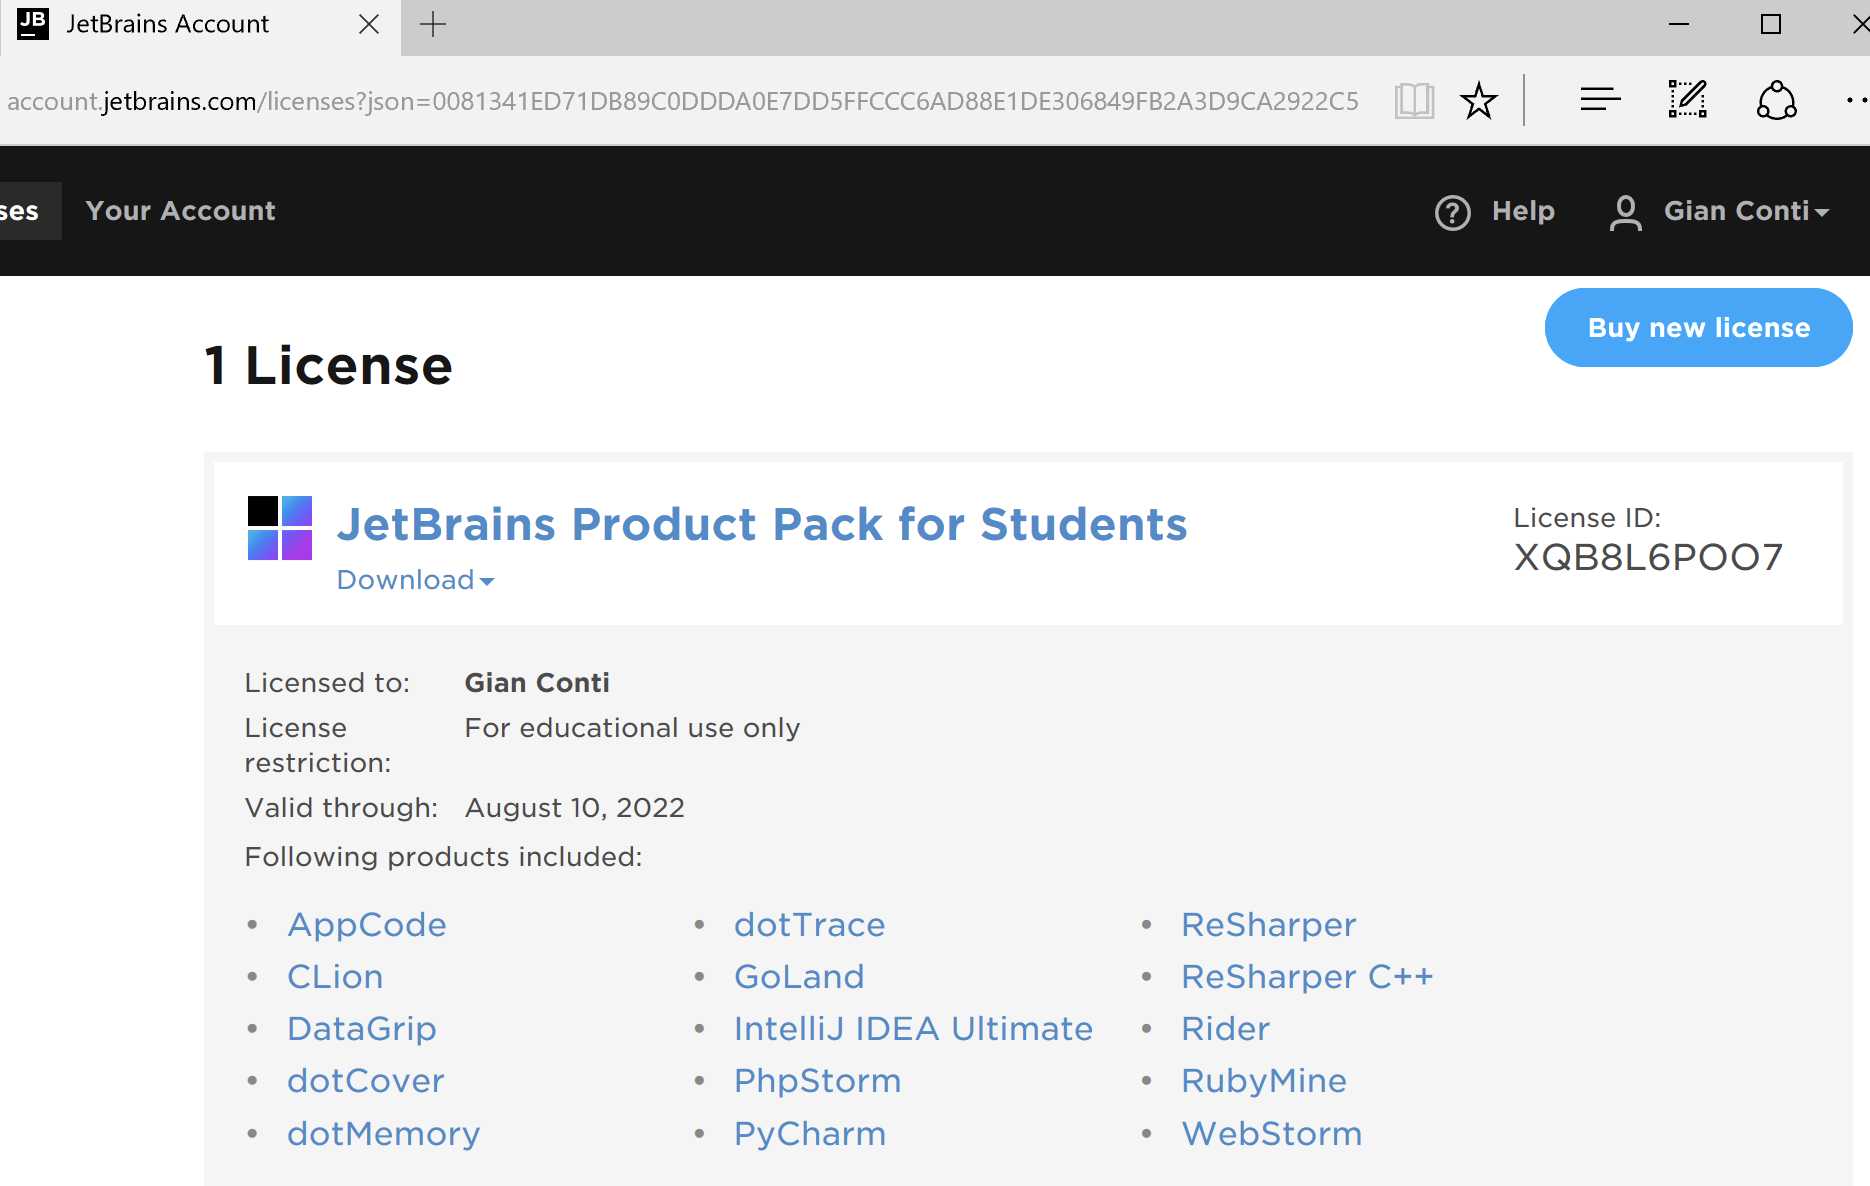 JB JetBrains Account
account.jetbrains.com/licenses?json=0081341ED71DB89C0DDDA0E7DD5FFCCC6AD88E1DE306849FB2A3D9CA2922C5
ses Your Account Help Gian Conti
Buy new license
1 License
JetBrains Product Pack for Students
Download
License ID:
XQB8L6POO7
Licensed to: Gian Conti
License restriction: For educational use only
Valid through: August 10, 2022
Following products included:
• AppCode
• CLion
• DataGrip
• dotCover
• dotMemory
• dotTrace
• GoLand
• IntelliJ IDEA Ultimate
• PhpStorm
• PyCharm
• ReSharper
• ReSharper C++
• Rider
• RubyMine
• WebStorm